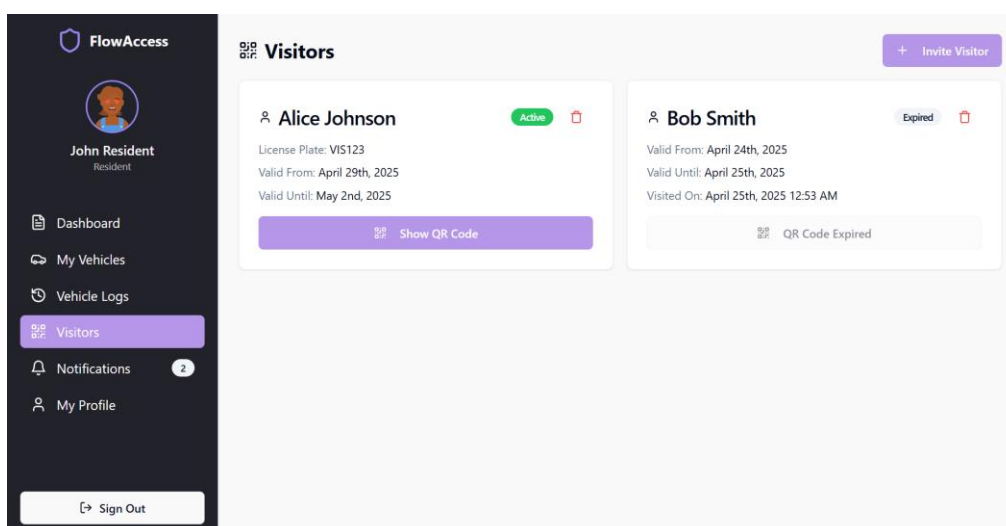 FlowAccess
John Resident
Resident
Dashboard
My Vehicles
Vehicle Logs
Visitors
Notifications 2
My Profile
Sign Out
Visitors
+ Invite Visitor
Alice Johnson Active
License Plate: VIS123
Valid From: April 29th, 2025
Valid Until: May 2nd, 2025
Show QR Code
Bob Smith Expired
Valid From: April 24th, 2025
Valid Until: April 25th, 2025
Visited On: April 25th, 2025 12:53 AM
QR Code Expired